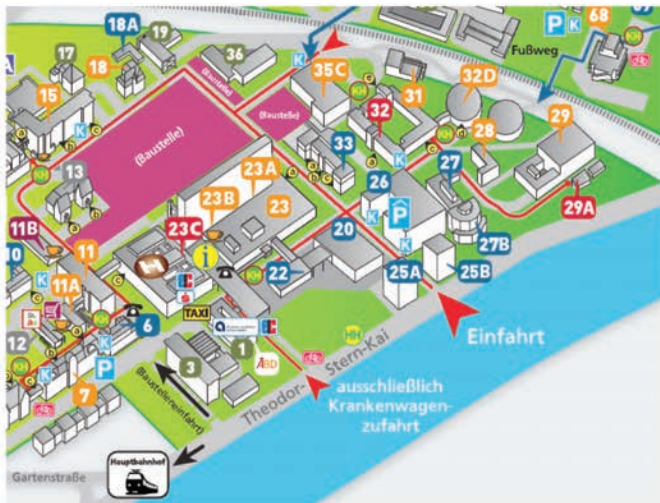 18A
19
17
18
15
36
(Baustelle)
K
35C
31
32D
Fußweg
P
K
68
KH
(Baustelle)
(Baustelle)
32
28
29
33
27
29A
13
K
23A
23B
23
26
P
11B
10
23C
H
i
20
27B
22
25A
25B
11
11A
TAXI
6
12
7
P
3
1
ÄBD
HH
Einfahrt
Theodor-Stern-Kai
ausschließlich
Krankenwagen-
zufahrt
(Baustelleneinfahrt)
Hauptbahnhof
Gartenstraße